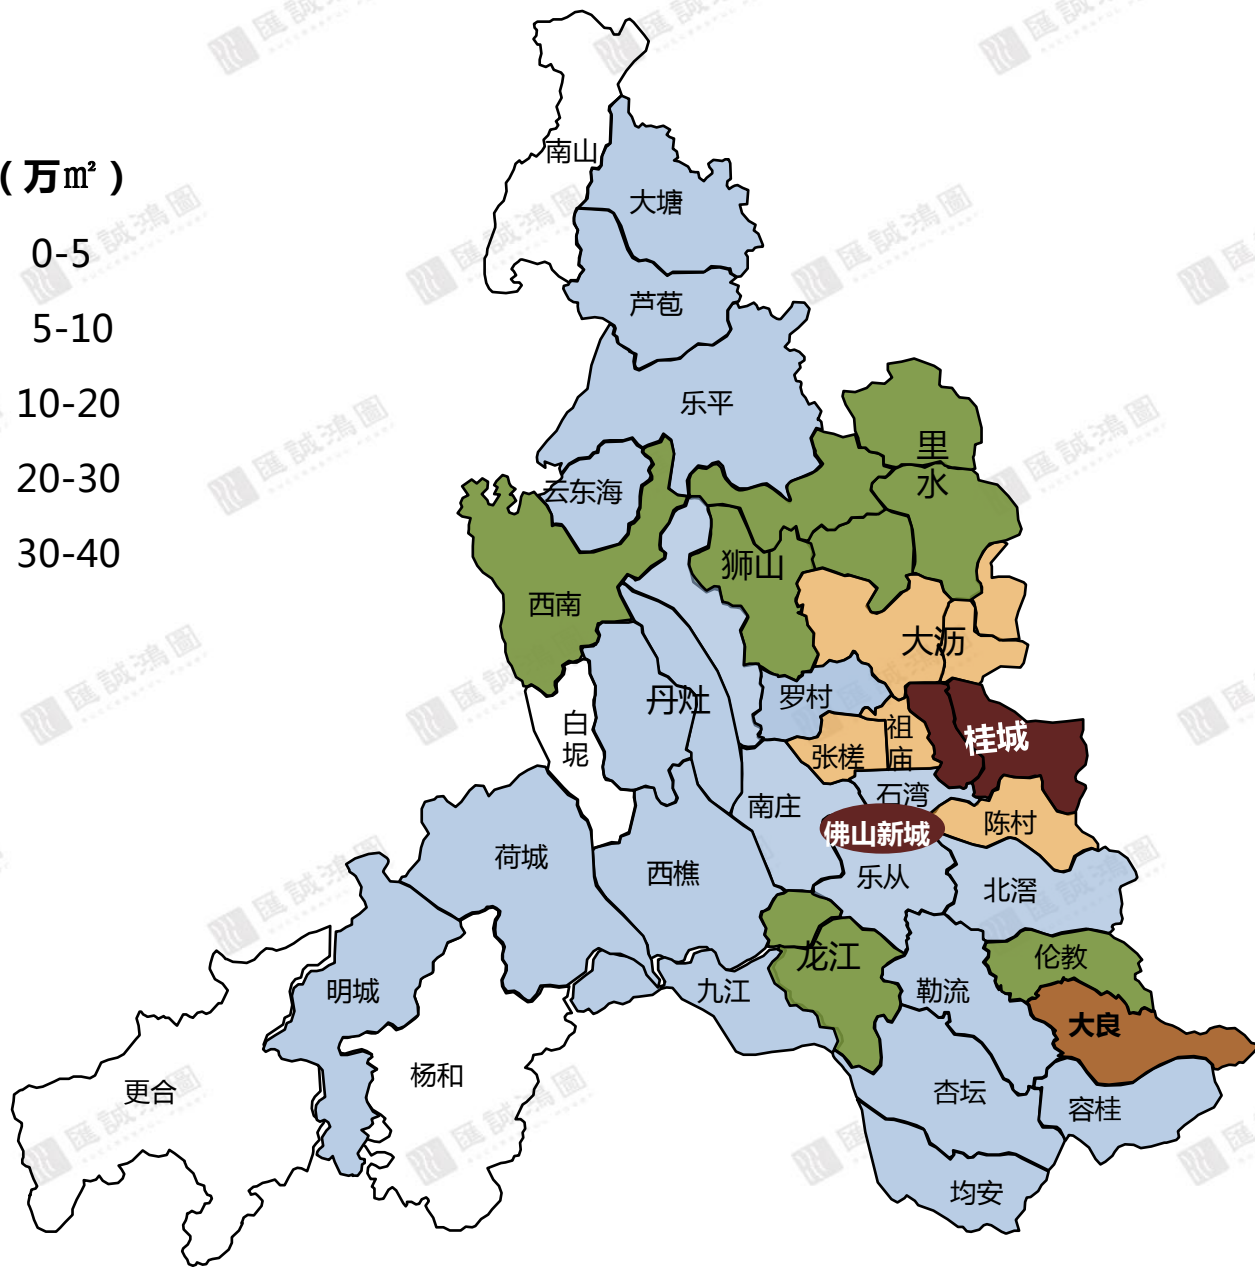 （万㎡）
0-5
5-10
10-20
20-30
30-40
南山
大塘
芦苞
乐平
云东海
里水
狮山
西南
大沥
丹灶
罗村
白坭
祖庙
桂城
张槎
石湾
南庄
陈村
佛山新城
荷城
西樵
乐从
北滘
龙江
伦教
明城
九江
勒流
大良
杨和
更合
杏坛
容桂
均安
匯誠鴻圖